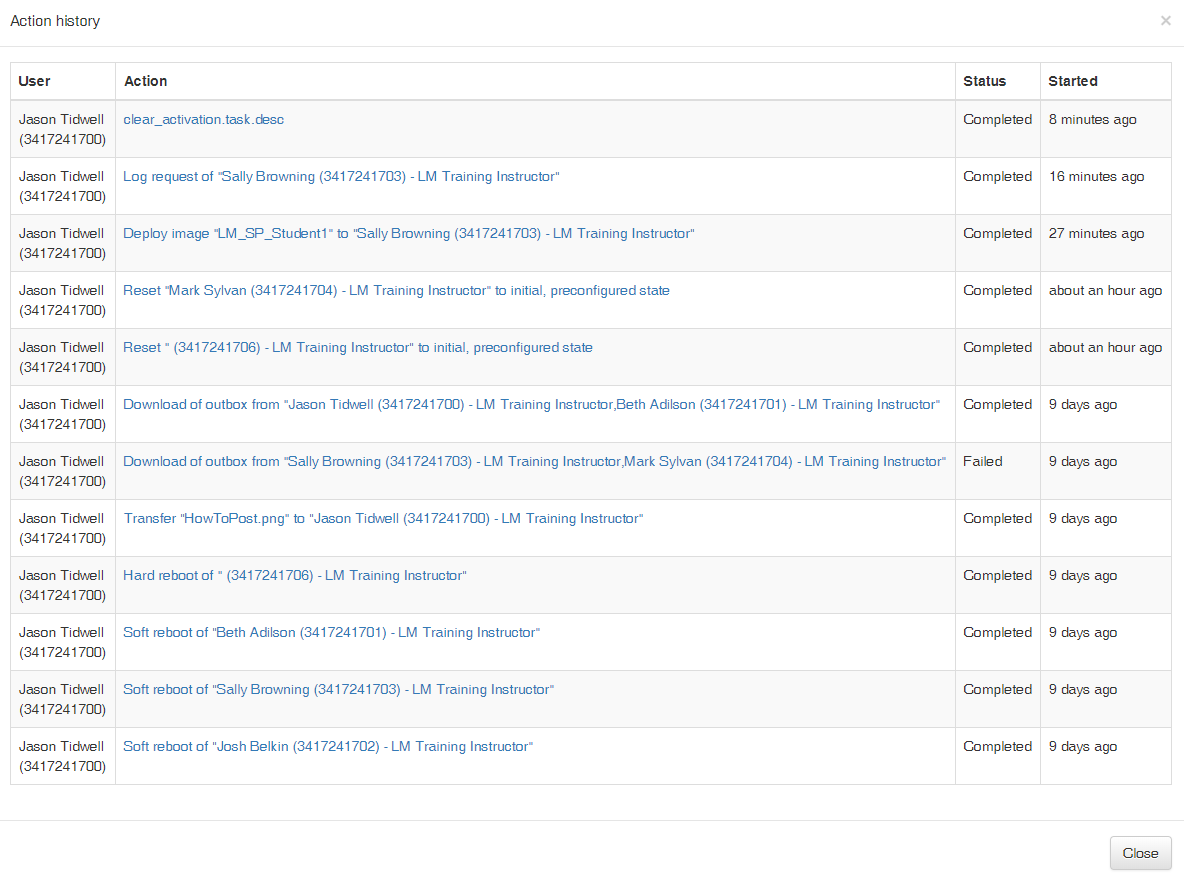 Action history ×
User Action Status Started
Jason Tidwell clear_activation.task.desc Completed 8 minutes ago
(3417241700)
Jason Tidwell Log request of "Sally Browning (3417241703) - LM Training Instructor" Completed 16 minutes ago
(3417241700)
Jason Tidwell Deploy image "LM_SP_Student1" to "Sally Browning (3417241703) - LM Training Instructor" Completed 27 minutes ago
(3417241700)
Jason Tidwell Reset "Mark Sylvan (3417241704) - LM Training Instructor" to initial, preconfigured state Completed about an hour ago
(3417241700)
Jason Tidwell Reset " (3417241706) - LM Training Instructor" to initial, preconfigured state Completed about an hour ago
(3417241700)
Jason Tidwell Download of outbox from "Jason Tidwell (3417241700) - LM Training Instructor,Beth Adilson (3417241701) - LM Training Instructor" Completed 9 days ago
(3417241700)
Jason Tidwell Download of outbox from "Sally Browning (3417241703) - LM Training Instructor,Mark Sylvan (3417241704) - LM Training Instructor" Failed 9 days ago
(3417241700)
Jason Tidwell Transfer "HowToPost.png" to "Jason Tidwell (3417241700) - LM Training Instructor" Completed 9 days ago
(3417241700)
Jason Tidwell Hard reboot of " (3417241706) - LM Training Instructor" Completed 9 days ago
(3417241700)
Jason Tidwell Soft reboot of "Beth Adilson (3417241701) - LM Training Instructor" Completed 9 days ago
(3417241700)
Jason Tidwell Soft reboot of "Sally Browning (3417241703) - LM Training Instructor" Completed 9 days ago
(3417241700)
Jason Tidwell Soft reboot of "Josh Belkin (3417241702) - LM Training Instructor" Completed 9 days ago
(3417241700)
Close